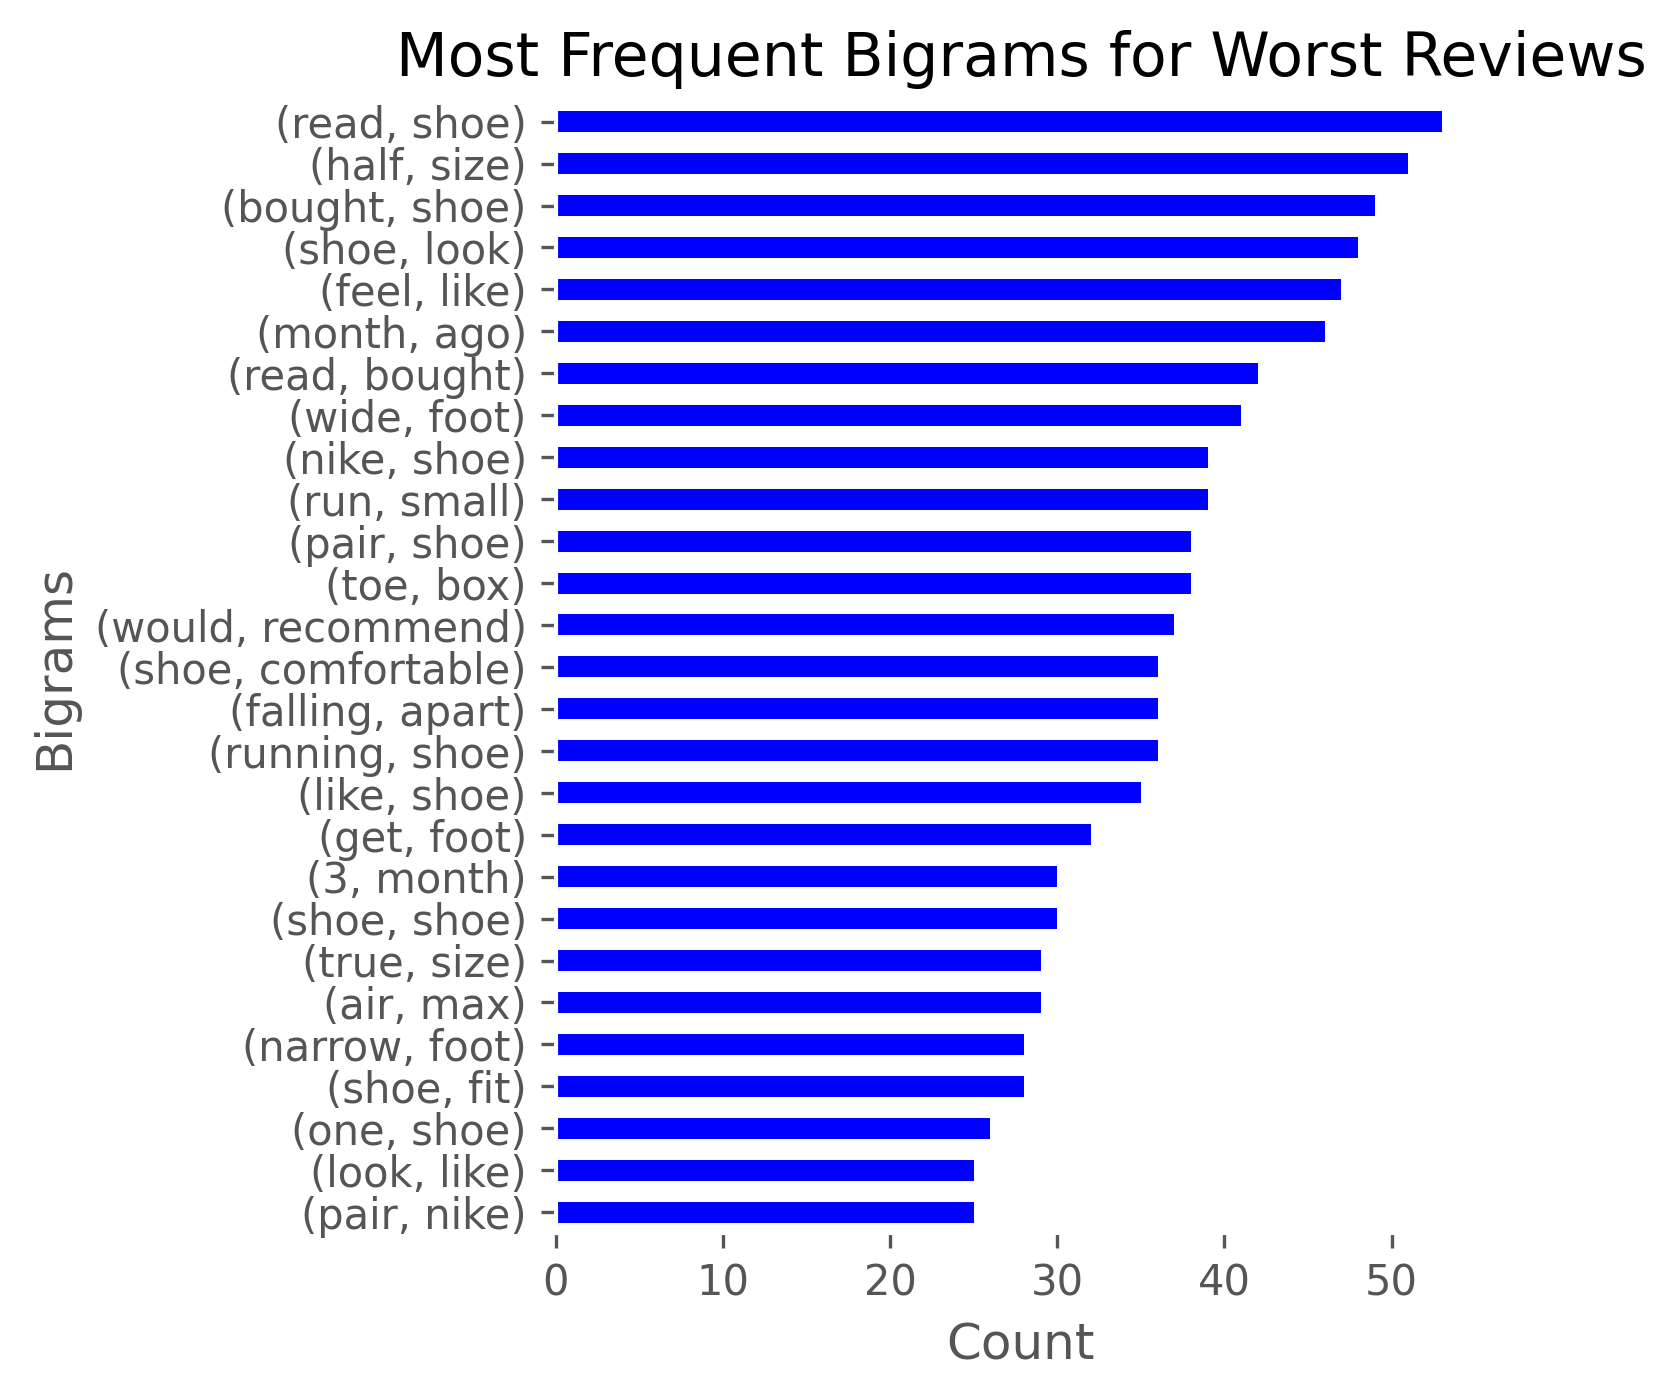 Most Frequent Bigrams for Worst Reviews
(read, shoe)
(half, size)
(bought, shoe)
(shoe, look)
(feel, like)
(month, ago)
(read, bought)
(wide, foot)
(nike, shoe)
(run, small)
(pair, shoe)
(toe, box)
(would, recommend)
(shoe, comfortable)
(falling, apart)
(running, shoe)
(like, shoe)
(get, foot)
(3, month)
(shoe, shoe)
(true, size)
(air, max)
(narrow, foot)
(shoe, fit)
(one, shoe)
(look, like)
(pair, nike)
Bigrams
0 10 20 30 40 50
Count